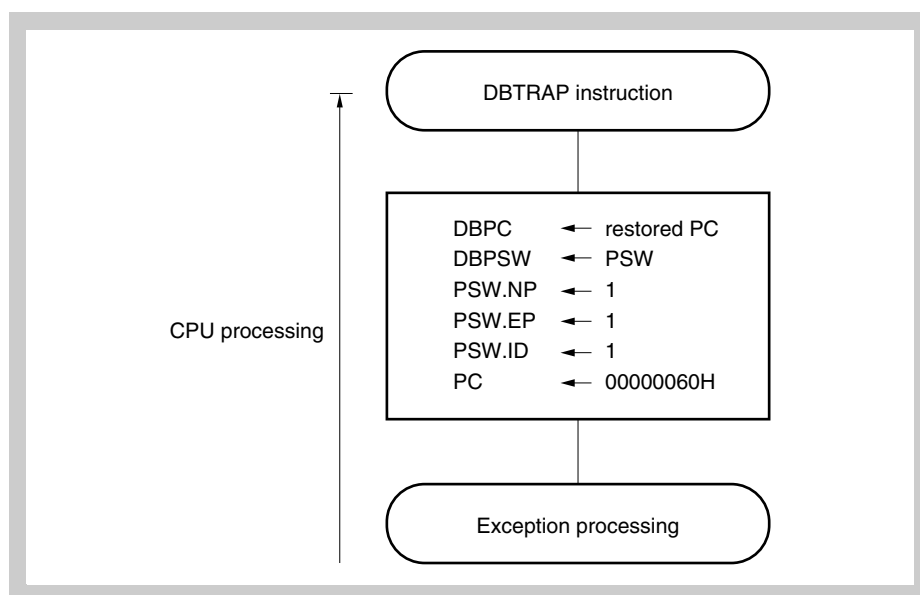 DBTRAP instruction
DBPC ← restored PC
DBPSW ← PSW
PSW.NP ← 1
PSW.EP ← 1
PSW.ID ← 1
PC ← 00000060H
CPU processing
Exception processing